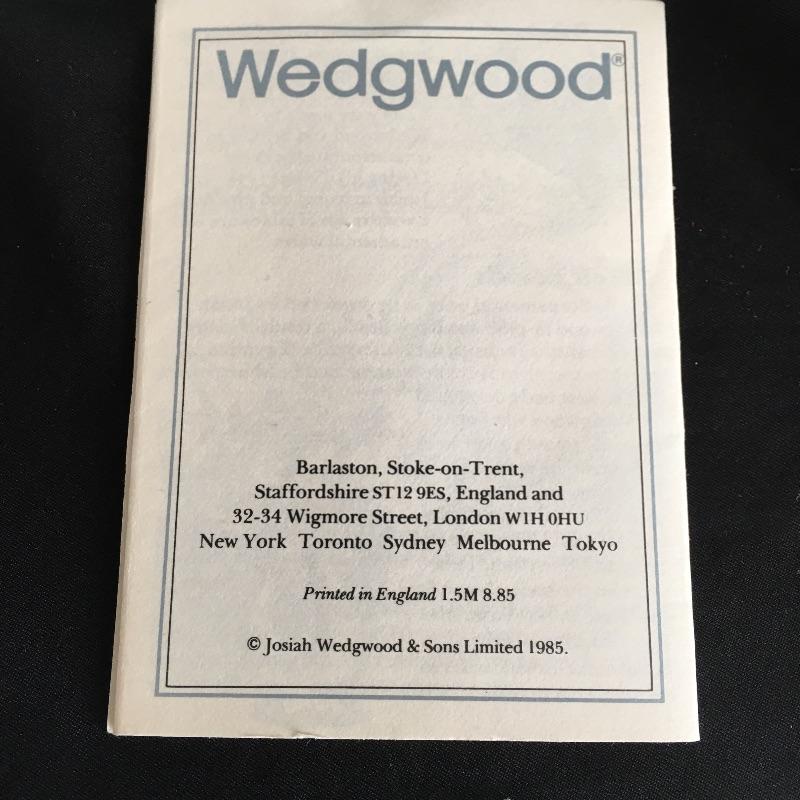 Wedgwood®
Barlaston, Stoke-on-Trent,
Staffordshire ST12 9ES, England and
32-34 Wigmore Street, London W1H 0HU
New York Toronto Sydney Melbourne Tokyo
Printed in England 1.5M 8.85
© Josiah Wedgwood & Sons Limited 1985.